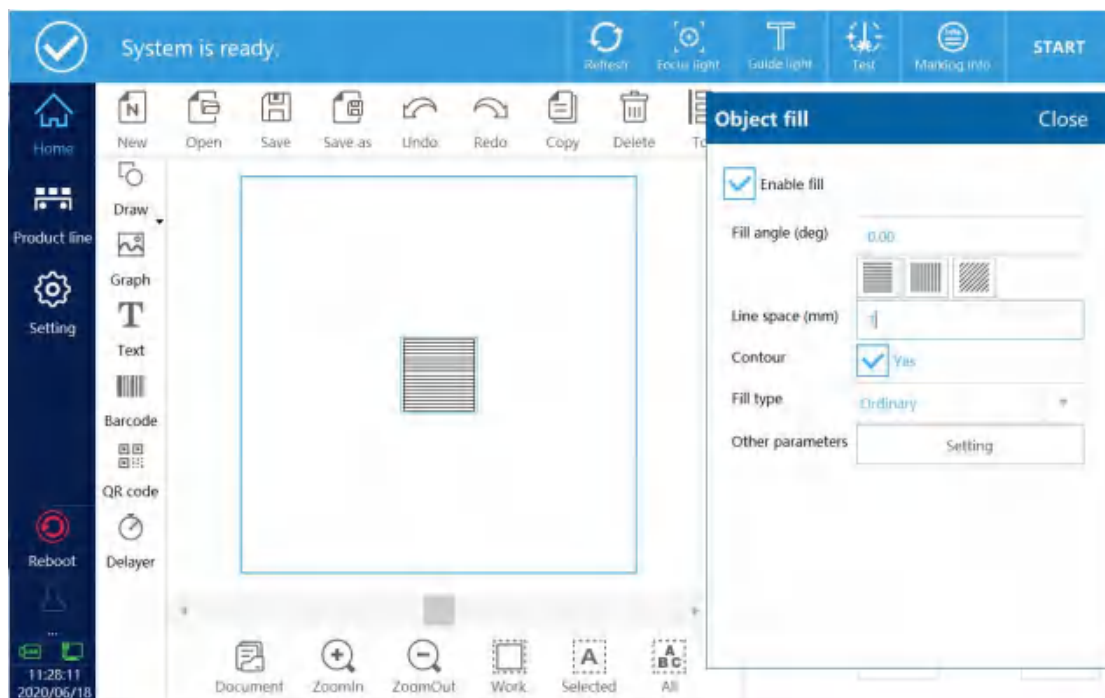 System is ready.
Refresh
Focus light
Guide light
Test
Marking info
START
Home
Product line
Setting
Reboot
...
11:28:11
2020/06/18
New
Open
Save
Save as
Undo
Redo
Copy
Delete
Draw
Graph
Text
Barcode
QR code
Delayer
Document
ZoomIn
ZoomOut
Work
Selected
All
Object fill
Close
Enable fill
Fill angle (deg)
0.00
Line space (mm)
1
Contour
Yes
Fill type
Ordinary
Other parameters
Setting